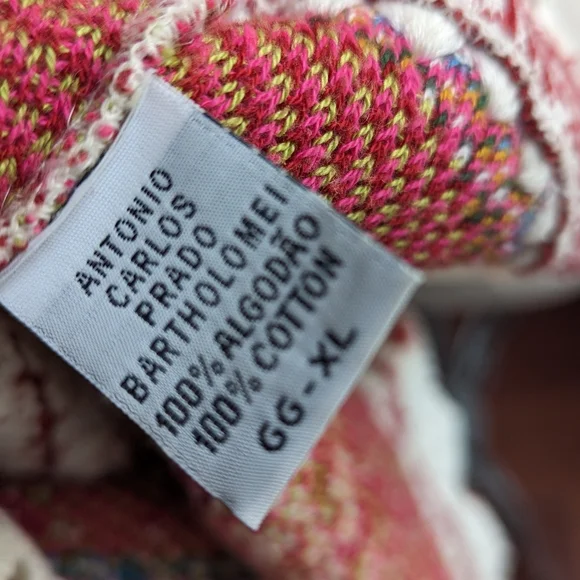 ANTONIO
CARLOS
PRADO
BARTHOLOMEI
100% ALGODÃO
100% COTTON
GG - XL